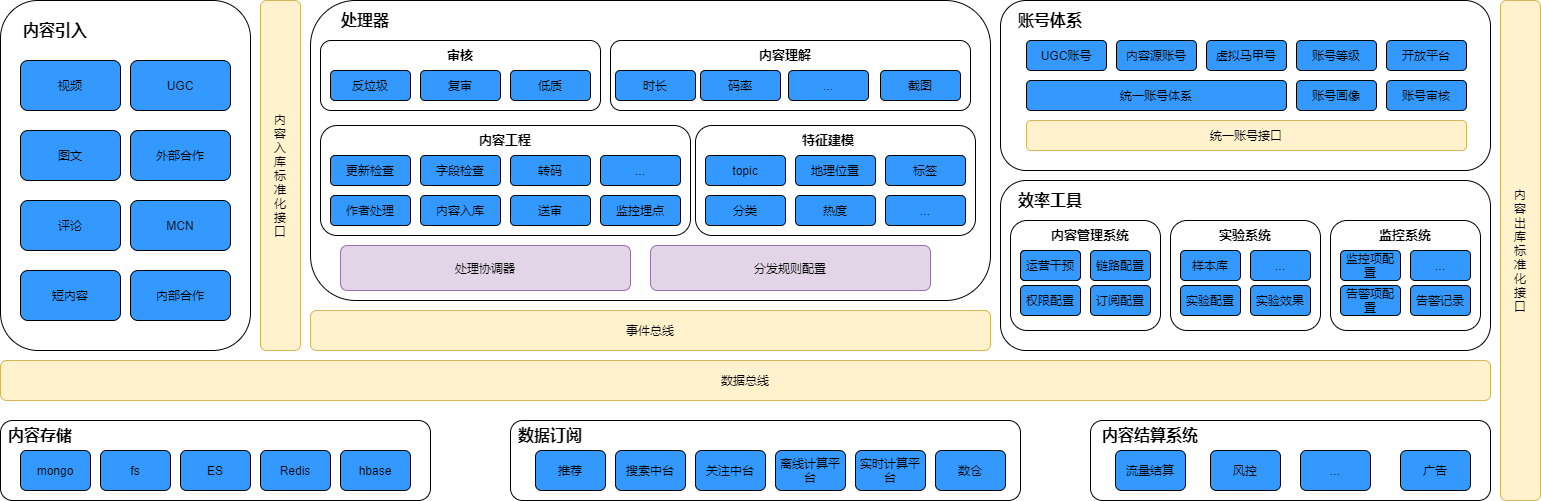 内容引入
视频
UGC
图文
外部合作
评论
MCN
短内容
内部合作
内容入库标准化接口
处理器
审核
反垃圾
复审
低质
内容理解
时长
码率
...
截图
内容工程
更新检查
字段检查
转码
...
作者处理
内容入库
送审
监控埋点
特征建模
topic
地理位置
标签
分类
热度
...
处理协调器
分发规则配置
事件总线
账号体系
UGC账号
内容源账号
虚拟马甲号
账号等级
开放平台
统一账号体系
账号画像
账号审核
统一账号接口
效率工具
内容管理系统
运营干预
链路配置
权限配置
订阅配置
实验系统
样本库
...
实验配置
实验效果
监控系统
监控项配
置
...
告警项配
置
告警记录
内容出库标准化接口
数据总线
内容存储
mongo
fs
ES
Redis
hbase
数据订阅
推荐
搜索中台
关注中台
离线计算平
台
实时计算平
台
数仓
内容结算系统
流量结算
风控
...
广告